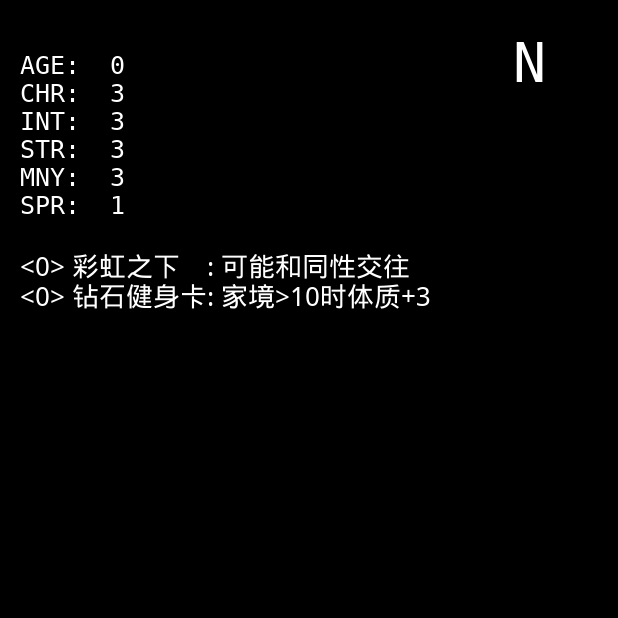 N
AGE: 0
CHR: 3
INT: 3
STR: 3
MNY: 3
SPR: 1
<0> 彩虹之下 : 可能和同性交往
<0> 钻石健身卡: 家境>10时体质+3